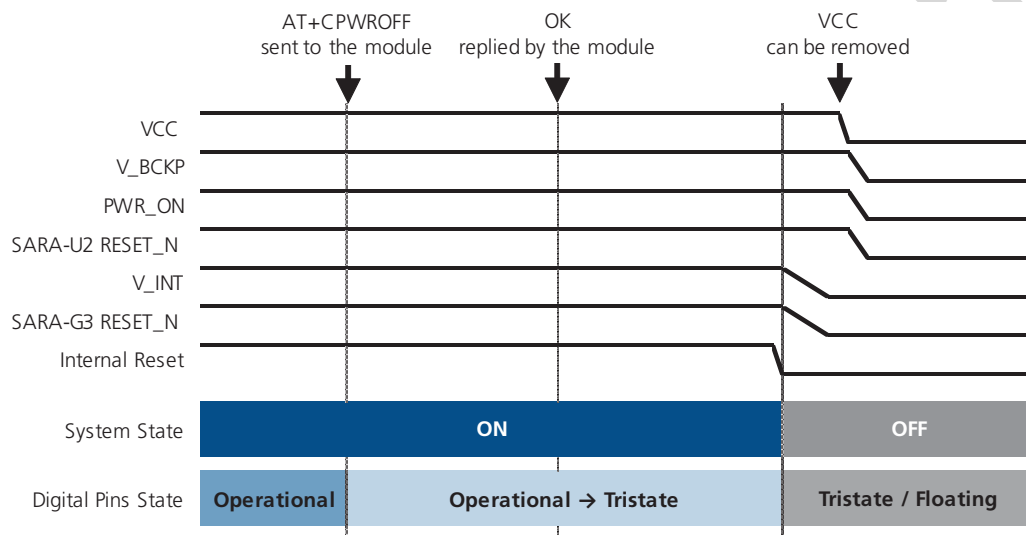 AT+CPWROFF
sent to the module
OK
replied by the module
VCC
can be removed
VCC
V_BCKP
PWR_ON
SARA-U2 RESET_N
V_INT
SARA-G3 RESET_N
Internal Reset
System State
ON
OFF
Digital Pins State
Operational
Operational → Tristate
Tristate / Floating